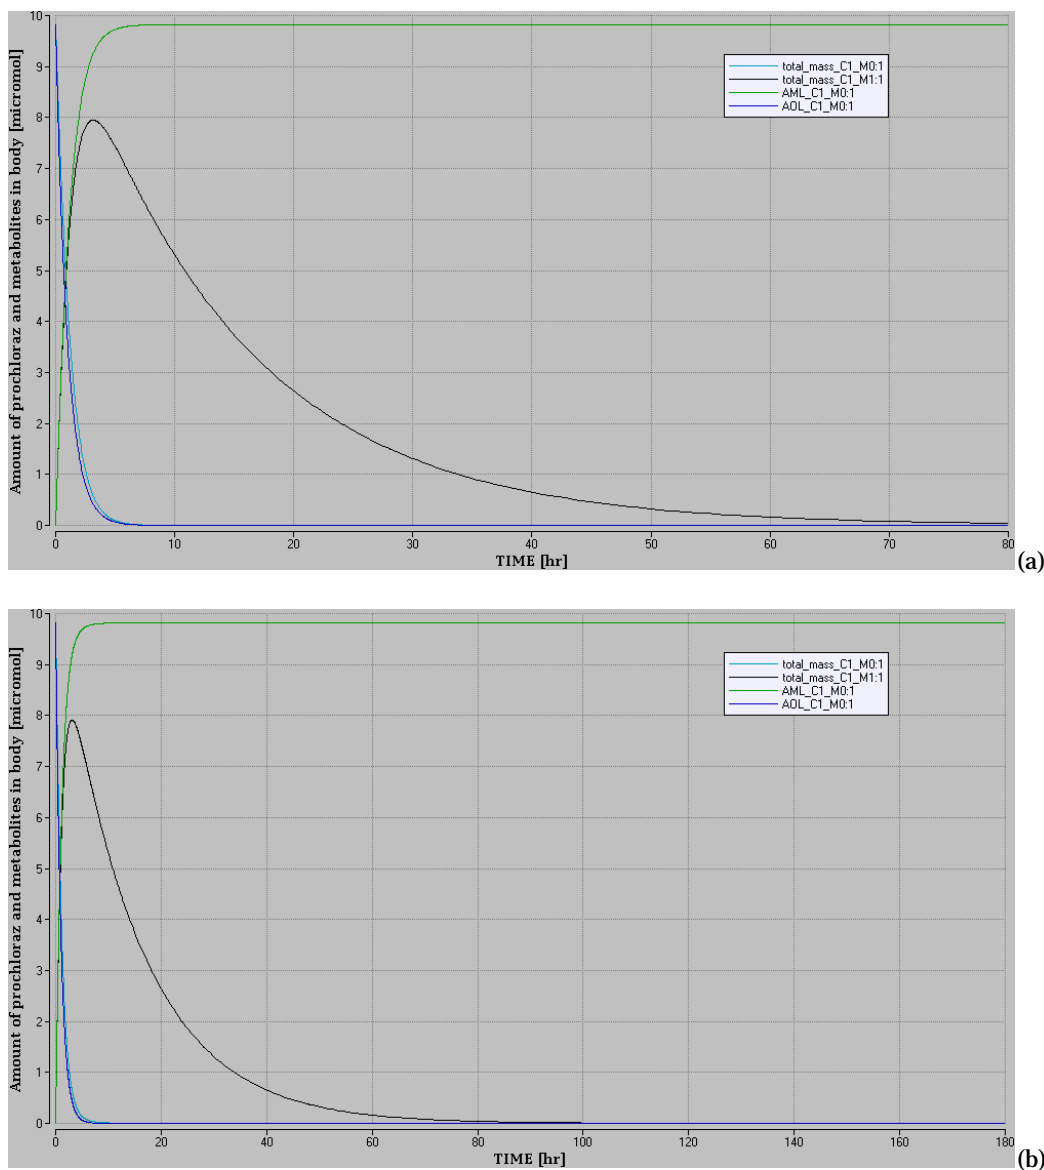 Amount of prochloraz and metabolites in body [micromol]
10
9
8
7
6
5
4
3
2
1
0
total_mass_C1_M0:1
total_mass_C1_M1:1
AML_C1_M0:1
AOL_C1_M0:1
0 10 20 30 40 50 60 70 80
TIME [hr]
(a)
Amount of prochloraz and metabolites in body [micromol]
10
9
8
7
6
5
4
3
2
1
0
total_mass_C1_M0:1
total_mass_C1_M1:1
AML_C1_M0:1
AOL_C1_M0:1
0 20 40 60 80 100 120 140 160 180
TIME [hr]
(b)